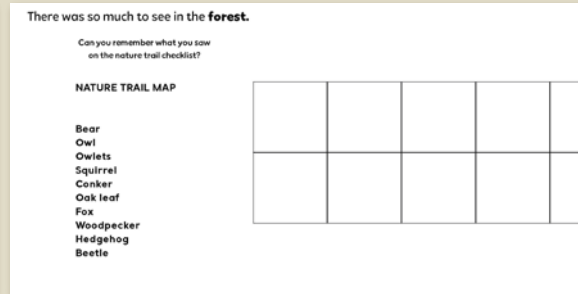 There was so much to see in the forest.
Can you remember what you saw
on the nature trail checklist?
NATURE TRAIL MAP
Bear
Owl
Owlets
Squirrel
Conker
Oak leaf
Fox
Woodpecker
Hedgehog
Beetle